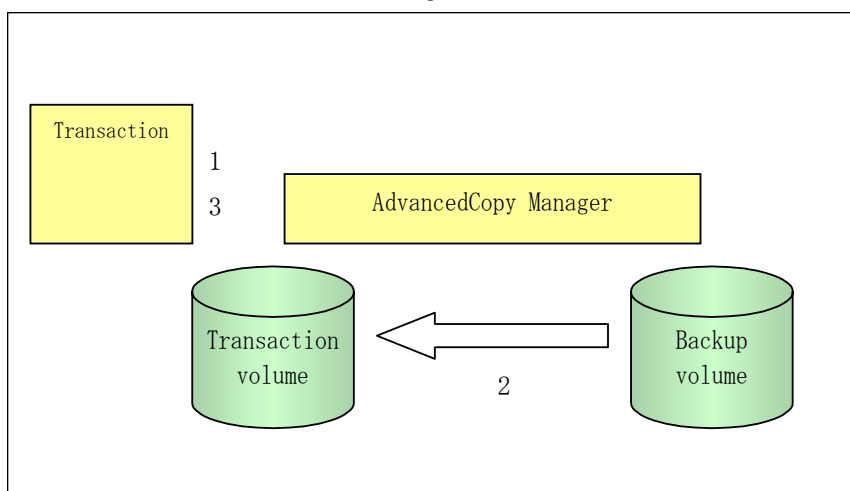 Transaction
1
3
AdvancedCopy Manager
Transaction
volume
2
Backup
volume